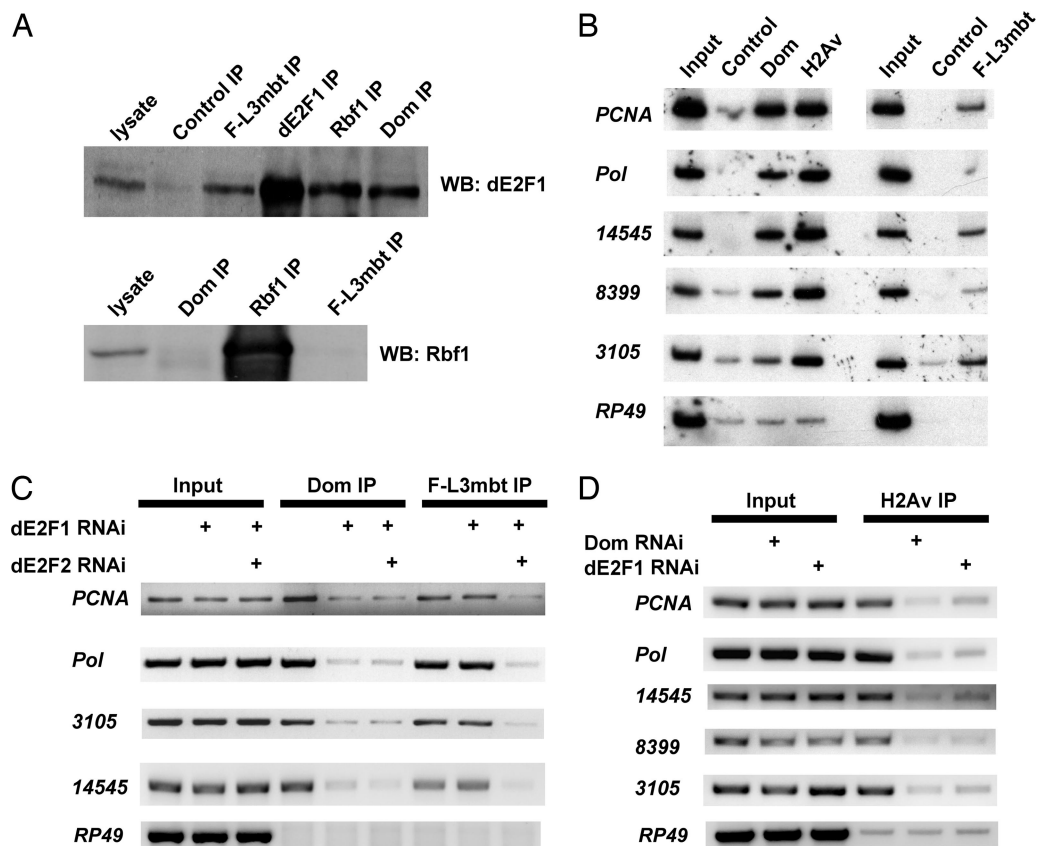 A
lysate
Control IP
F-L3mbt IP
dE2F1 IP
Rbf1 IP
Dom IP
WB: dE2F1
lysate
Dom IP
Rbf1 IP
F-L3mbt IP
WB: Rbf1
B
Input
Control
Dom
H2Av
Input
Control
F-L3mbt
PCNA
Pol
14545
8399
3105
RP49
C
Input Dom IP F-L3mbt IP
dE2F1 RNAi + + + + + +
dE2F2 RNAi + + +
PCNA
Pol
3105
14545
RP49
D
Input H2Av IP
Dom RNAi + +
dE2F1 RNAi + +
PCNA
Pol
14545
8399
3105
RP49